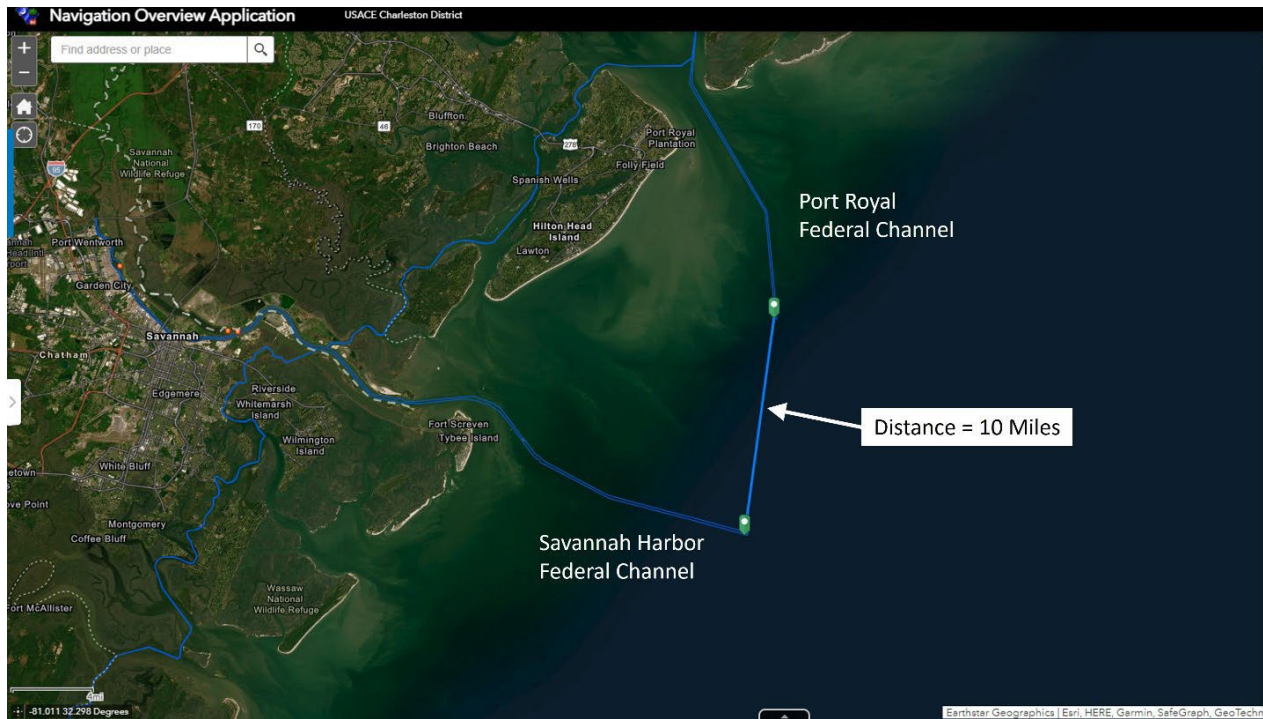 Navigation Overview Application
USACE Charleston District
+
Find address or place
−
170
46
Bluffton
278
Port Royal
Plantation
Brighton Beach
Folly Field
Savannah
National
Wildlife Refuge
95
Spanish Wells
Port Royal
Federal Channel
Hilton Head
Island
Port Wentworth
Lawton
Garden City
Savannah
Chatham
Edgemere
Riverside
Whitemarsh
Island
Distance = 10 Miles
Fort Screven
Tybee Island
Wilmington
Island
White Bluff
Montgomery
Coffee Bluff
Savannah Harbor
Federal Channel
Wassaw
National
Wildlife Refuge
Fort McAllister
4mi
-81.011 32.298 Degrees
Earthstar Geographics | Esri, HERE, Garmin, SafeGraph, GeoTechn